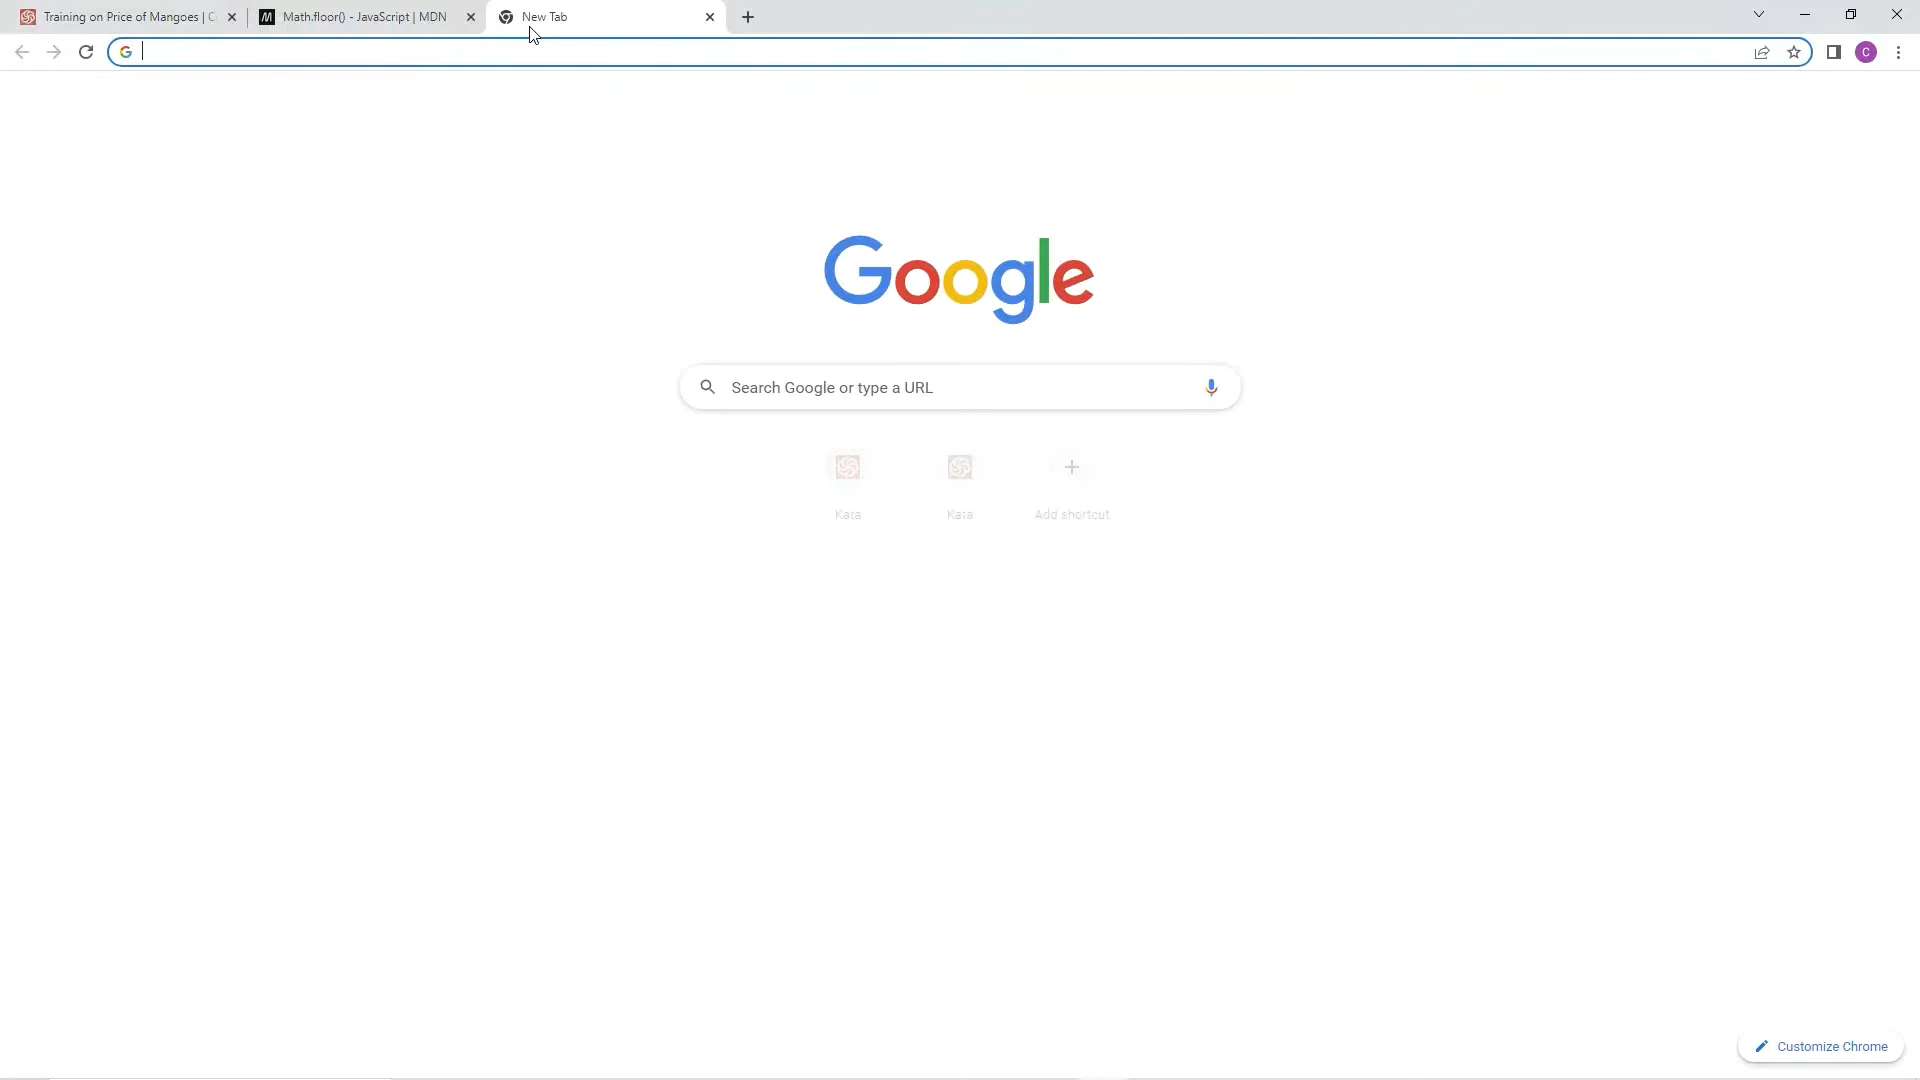 Training on Price of Mangoes | C
Math.floor() - JavaScript | MDN
New Tab
C
Google
Search Google or type a URL
Kata
Kata
Add shortcut
Customize Chrome